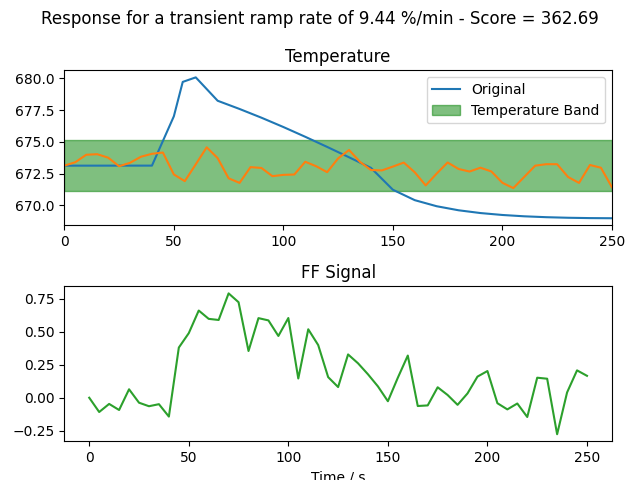 Response for a transient ramp rate of 9.44 %/min - Score = 362.69
Temperature
680.0
677.5
675.0
672.5
670.0
Original
Temperature Band
0 50 100 150 200 250
FF Signal
0.75
0.50
0.25
0.00
−0.25
0 50 100 150 200 250
Time / s